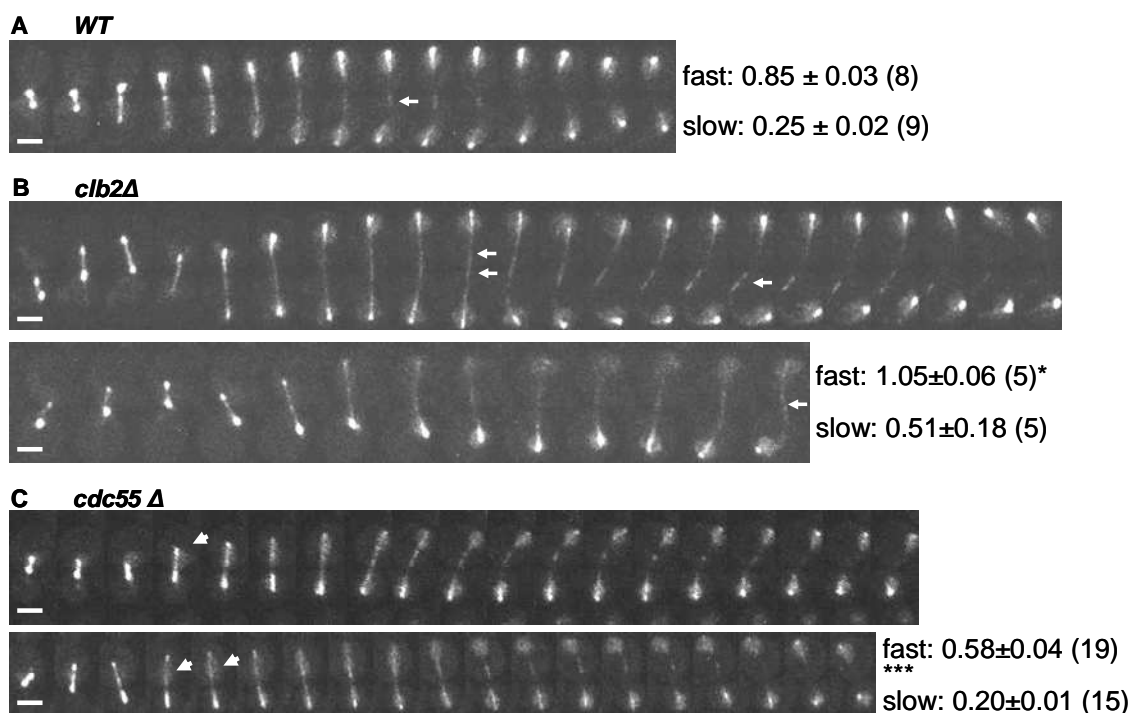 A WT
fast: 0.85 ± 0.03 (8)
slow: 0.25 ± 0.02 (9)
B clb2Δ
fast: 1.05±0.06 (5)*
slow: 0.51±0.18 (5)
C cdc55 Δ
fast: 0.58±0.04 (19)
***
slow: 0.20±0.01 (15)